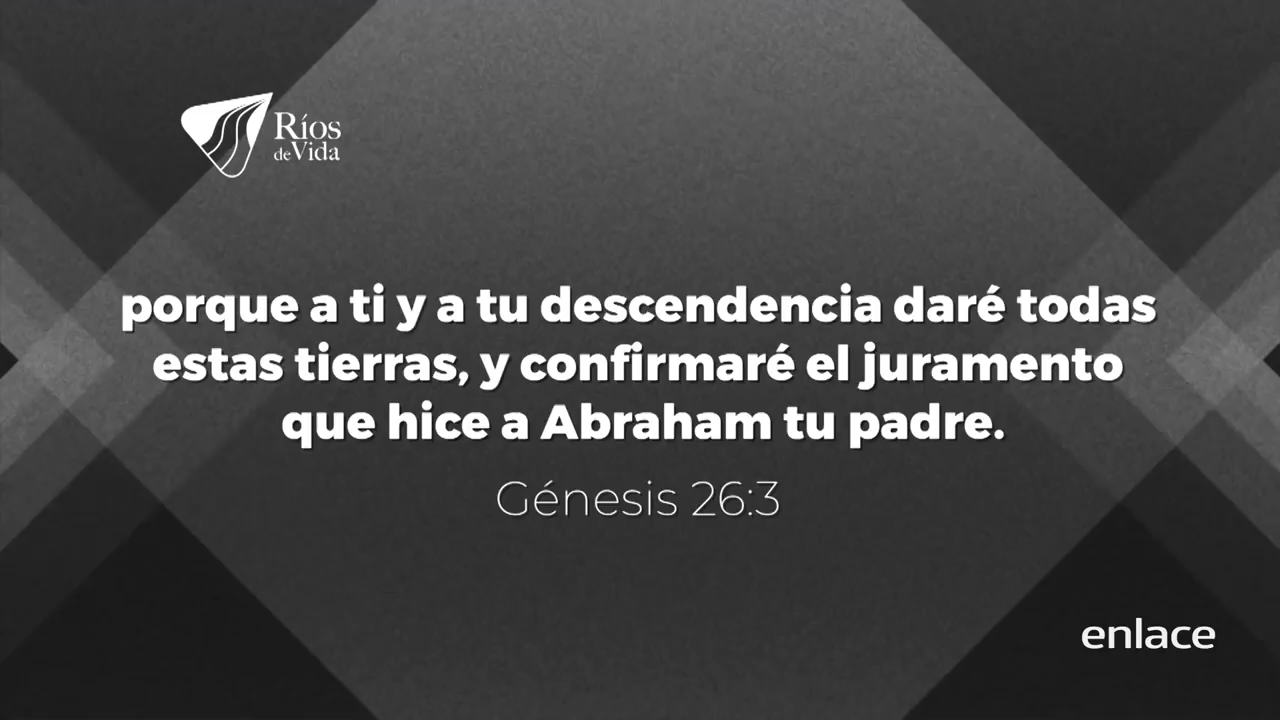 Ríos
de Vida
porque a ti y a tu descendencia daré todas
estas tierras, y confirmaré el juramento
que hice a Abraham tu padre.
Génesis 26:3
enlace